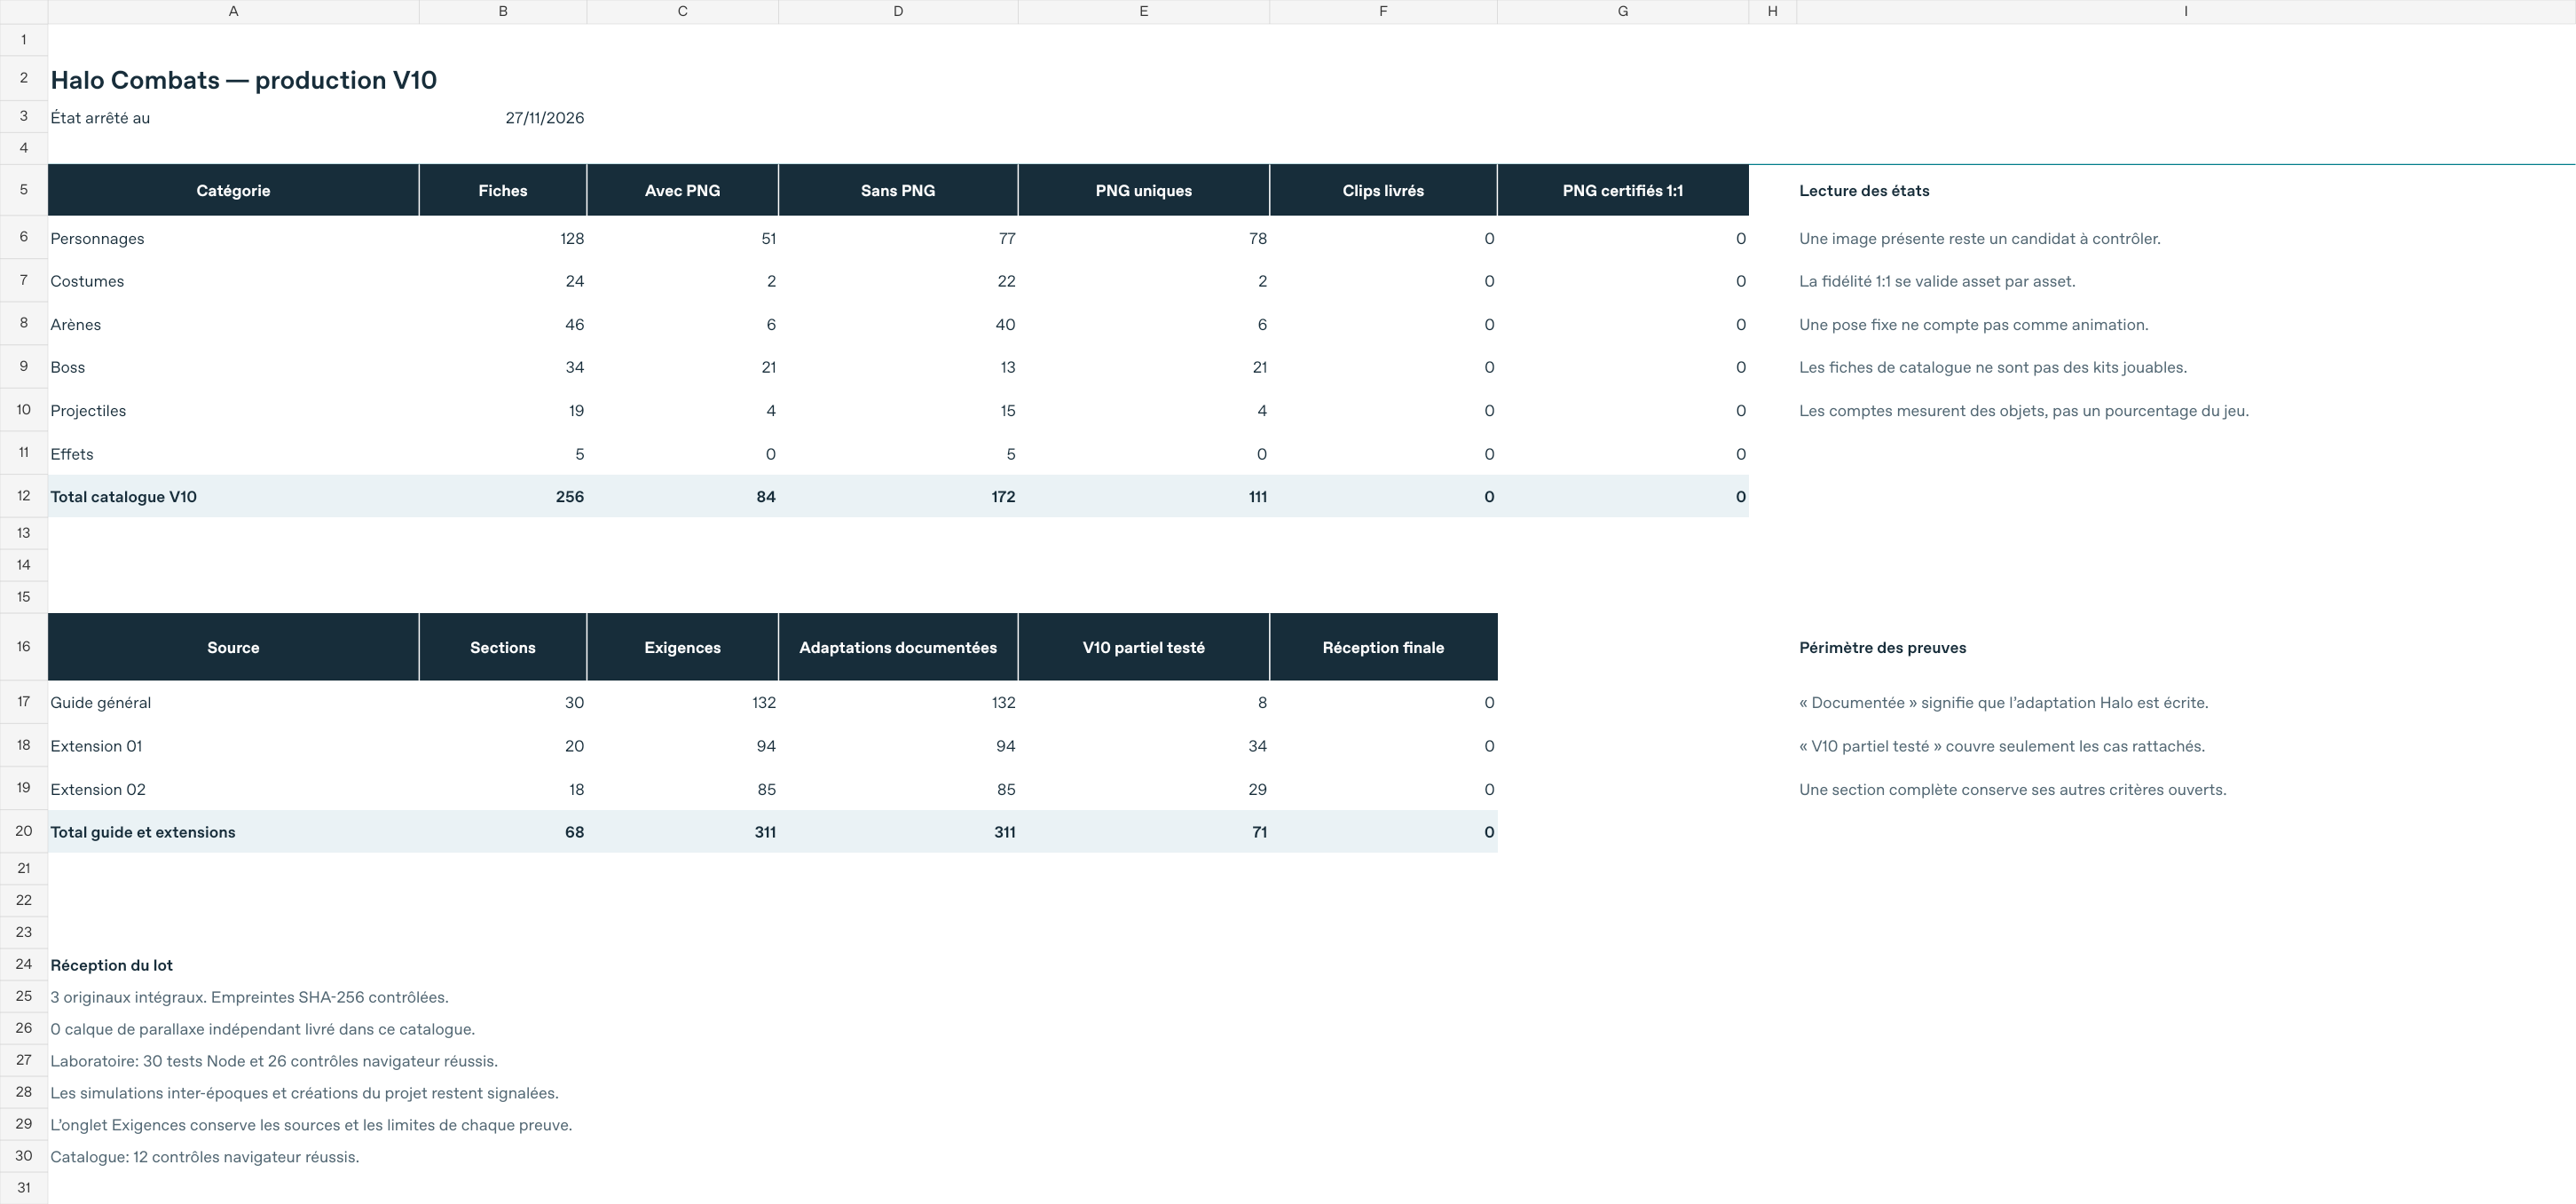 A B C D E F G H I
1
2 Halo Combats — production V10
3 État arrêté au 27/11/2026
4
5 Catégorie Fiches Avec PNG Sans PNG PNG uniques Clips livrés PNG certifiés 1:1 Lecture des états
6 Personnages 128 51 77 78 0 0 Une image présente reste un candidat à contrôler.
7 Costumes 24 2 22 2 0 0 La fidélité 1:1 se valide asset par asset.
8 Arènes 46 6 40 6 0 0 Une pose fixe ne compte pas comme animation.
9 Boss 34 21 13 21 0 0 Les fiches de catalogue ne sont pas des kits jouables.
10 Projectiles 19 4 15 4 0 0 Les comptes mesurent des objets, pas un pourcentage du jeu.
11 Effets 5 0 5 0 0 0
12 Total catalogue V10 256 84 172 111 0 0
13
14
15
16 Source Sections Exigences Adaptations documentées V10 partiel testé Réception finale Périmètre des preuves
17 Guide général 30 132 132 8 0 « Documentée » signifie que l’adaptation Halo est écrite.
18 Extension 01 20 94 94 34 0 « V10 partiel testé » couvre seulement les cas rattachés.
19 Extension 02 18 85 85 29 0 Une section complète conserve ses autres critères ouverts.
20 Total guide et extensions 68 311 311 71 0
21
22
23
24 Réception du lot
25 3 originaux intégraux. Empreintes SHA-256 contrôlées.
26 0 calque de parallaxe indépendant livré dans ce catalogue.
27 Laboratoire: 30 tests Node et 26 contrôles navigateur réussis.
28 Les simulations inter-époques et créations du projet restent signalées.
29 L’onglet Exigences conserve les sources et les limites de chaque preuve.
30 Catalogue: 12 contrôles navigateur réussis.
31